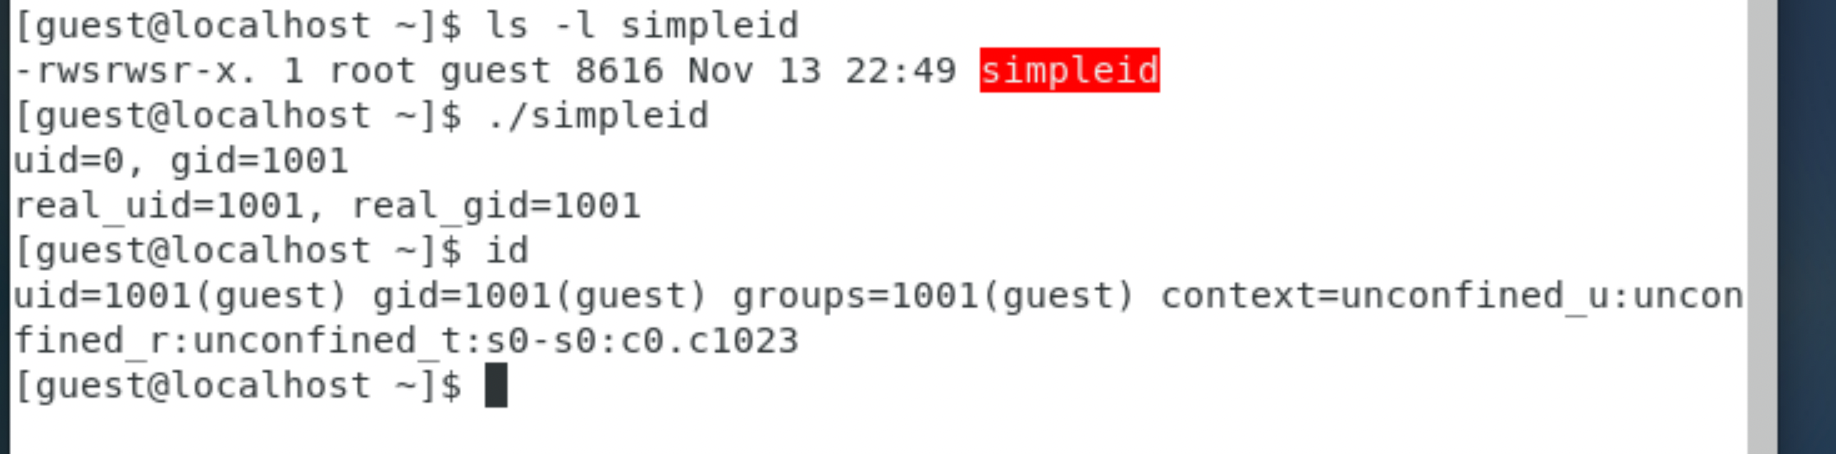 [guest@localhost ~]$ ls -l simpleid
-rwsrwsr-x. 1 root guest 8616 Nov 13 22:49 simpleid
[guest@localhost ~]$ ./simpleid
uid=0, gid=1001
real_uid=1001, real_gid=1001
[guest@localhost ~]$ id
uid=1001(guest) gid=1001(guest) groups=1001(guest) context=unconfined_u:uncon
fined_r:unconfined_t:s0-s0:c0.c1023
[guest@localhost ~]$